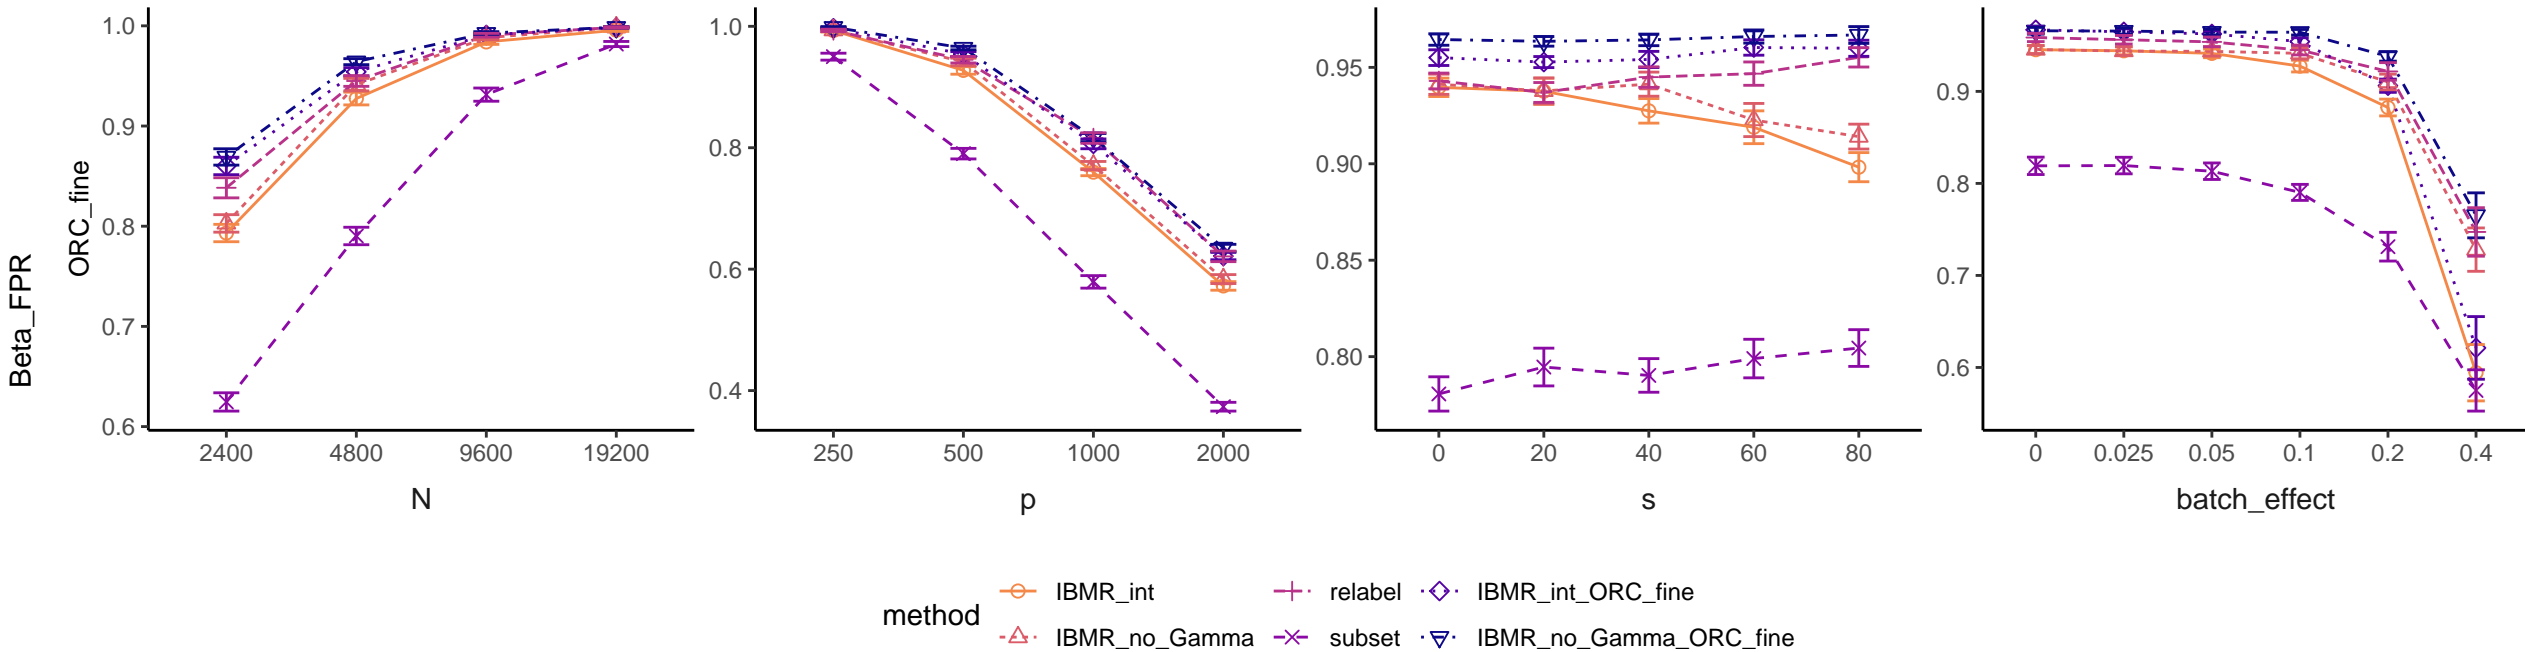 Beta_FPR
ORC_fine
1.0
0.9
0.8
0.7
0.6
2400 4800 9600 19200
N
1.0
0.8
0.6
0.4
250 500 1000 2000
p
0.95
0.90
0.85
0.80
0 20 40 60 80
s
0.9
0.8
0.7
0.6
0 0.025 0.05 0.1 0.2 0.4
batch_effect
method
IBMR_int relabel IBMR_int_ORC_fine
IBMR_no_Gamma subset IBMR_no_Gamma_ORC_fine